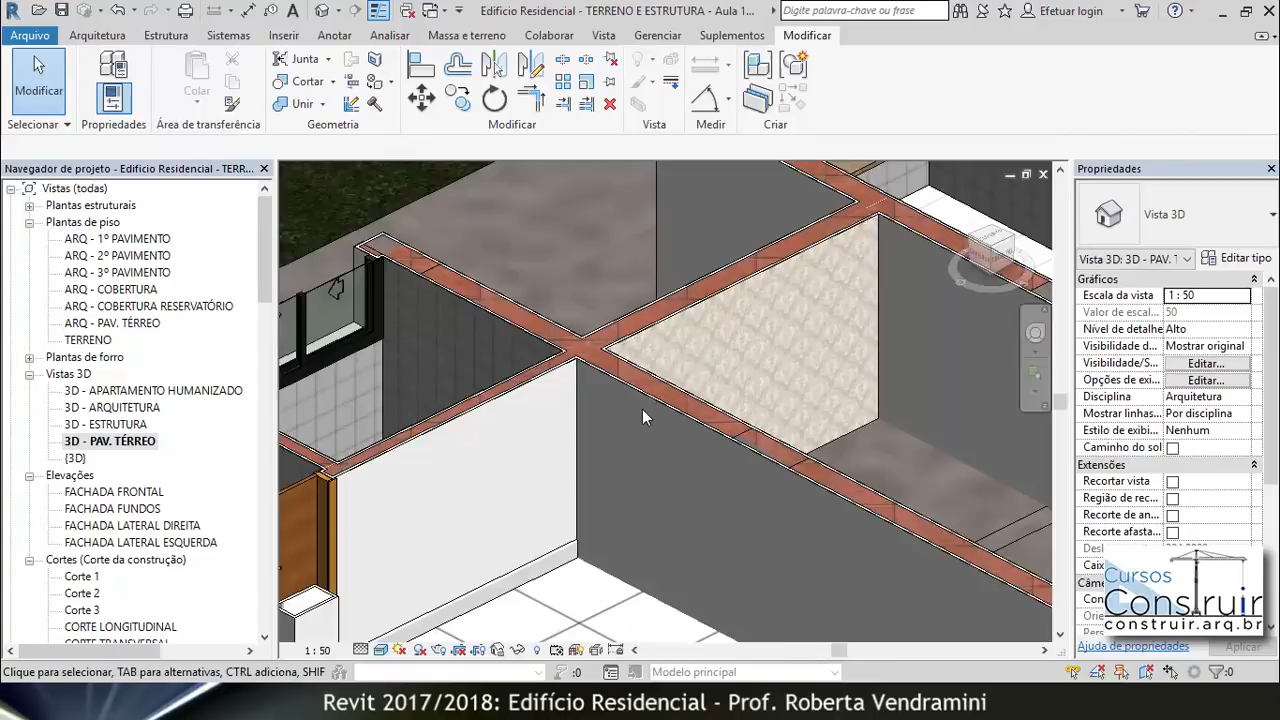 Edificio Residencial - TERRENO E ESTRUTURA - Aula 1...
Digite palavra-chave ou frase
Efetuar login
Arquivo
Arquitetura
Estrutura
Sistemas
Inserir
Anotar
Analisar
Massa e terreno
Colaborar
Vista
Gerenciar
Suplementos
Modificar
Modificar
Colar
Junta
Cortar
Unir
Selecionar
Propriedades
Área de transferência
Geometria
Modificar
Vista
Medir
Criar
Navegador de projeto - Edificio Residencial - TERR...
Vistas (todas)
Plantas estruturais
Plantas de piso
ARQ - 1º PAVIMENTO
ARQ - 2º PAVIMENTO
ARQ - 3º PAVIMENTO
ARQ - COBERTURA
ARQ - COBERTURA RESERVATÓRIO
ARQ - PAV. TÉRREO
TERRENO
Plantas de forro
Vistas 3D
3D - APARTAMENTO HUMANIZADO
3D - ARQUITETURA
3D - ESTRUTURA
3D - PAV. TÉRREO
{3D}
Elevações
FACHADA FRONTAL
FACHADA FUNDOS
FACHADA LATERAL DIREITA
FACHADA LATERAL ESQUERDA
Cortes (Corte da construção)
Corte 1
Corte 2
Corte 3
CORTE LONGITUDINAL
CORTE TRANSVERSAL
Propriedades
Vista 3D
Vista 3D: 3D - PAV. T
Editar tipo
Gráficos
Escala da vista 1 : 50
Valor de escal... 50
Nível de detalhe Alto
Visibilidade d... Mostrar original
Visibilidade/S... Editar...
Opções de exi... Editar...
Disciplina Arquitetura
Mostrar linhas... Por disciplina
Estilo de exibi... Nenhum
Caminho do sol
Extensões
Recortar vista
Região de rec...
Recorte de an...
Recorte afasta...
Caix
Câme
Con
Orie
Cursos
Construir
construir.arq.br
Ajuda de propriedades
Aplicar
1 : 50
Clique para selecionar, TAB para alternativas, CTRL adiciona, SHIF
:0
Modelo principal
:0
Revit 2017/2018: Edifício Residencial - Prof. Roberta Vendramini